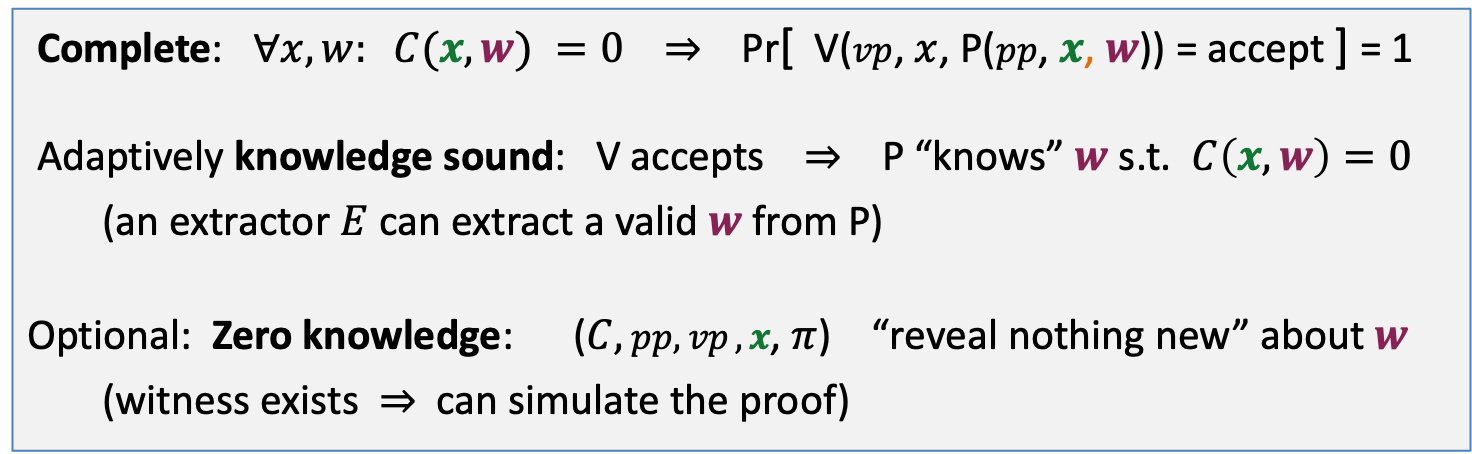 Complete: ∀x, w: C(x, w) = 0 ⇒ Pr[ V(vp, x, P(pp, x, w)) = accept ] = 1
Adaptively knowledge sound: V accepts ⇒ P “knows” w s.t. C(x, w) = 0
(an extractor E can extract a valid w from P)
Optional: Zero knowledge: (C, pp, vp, x, π) “reveal nothing new” about w
(witness exists ⇒ can simulate the proof)